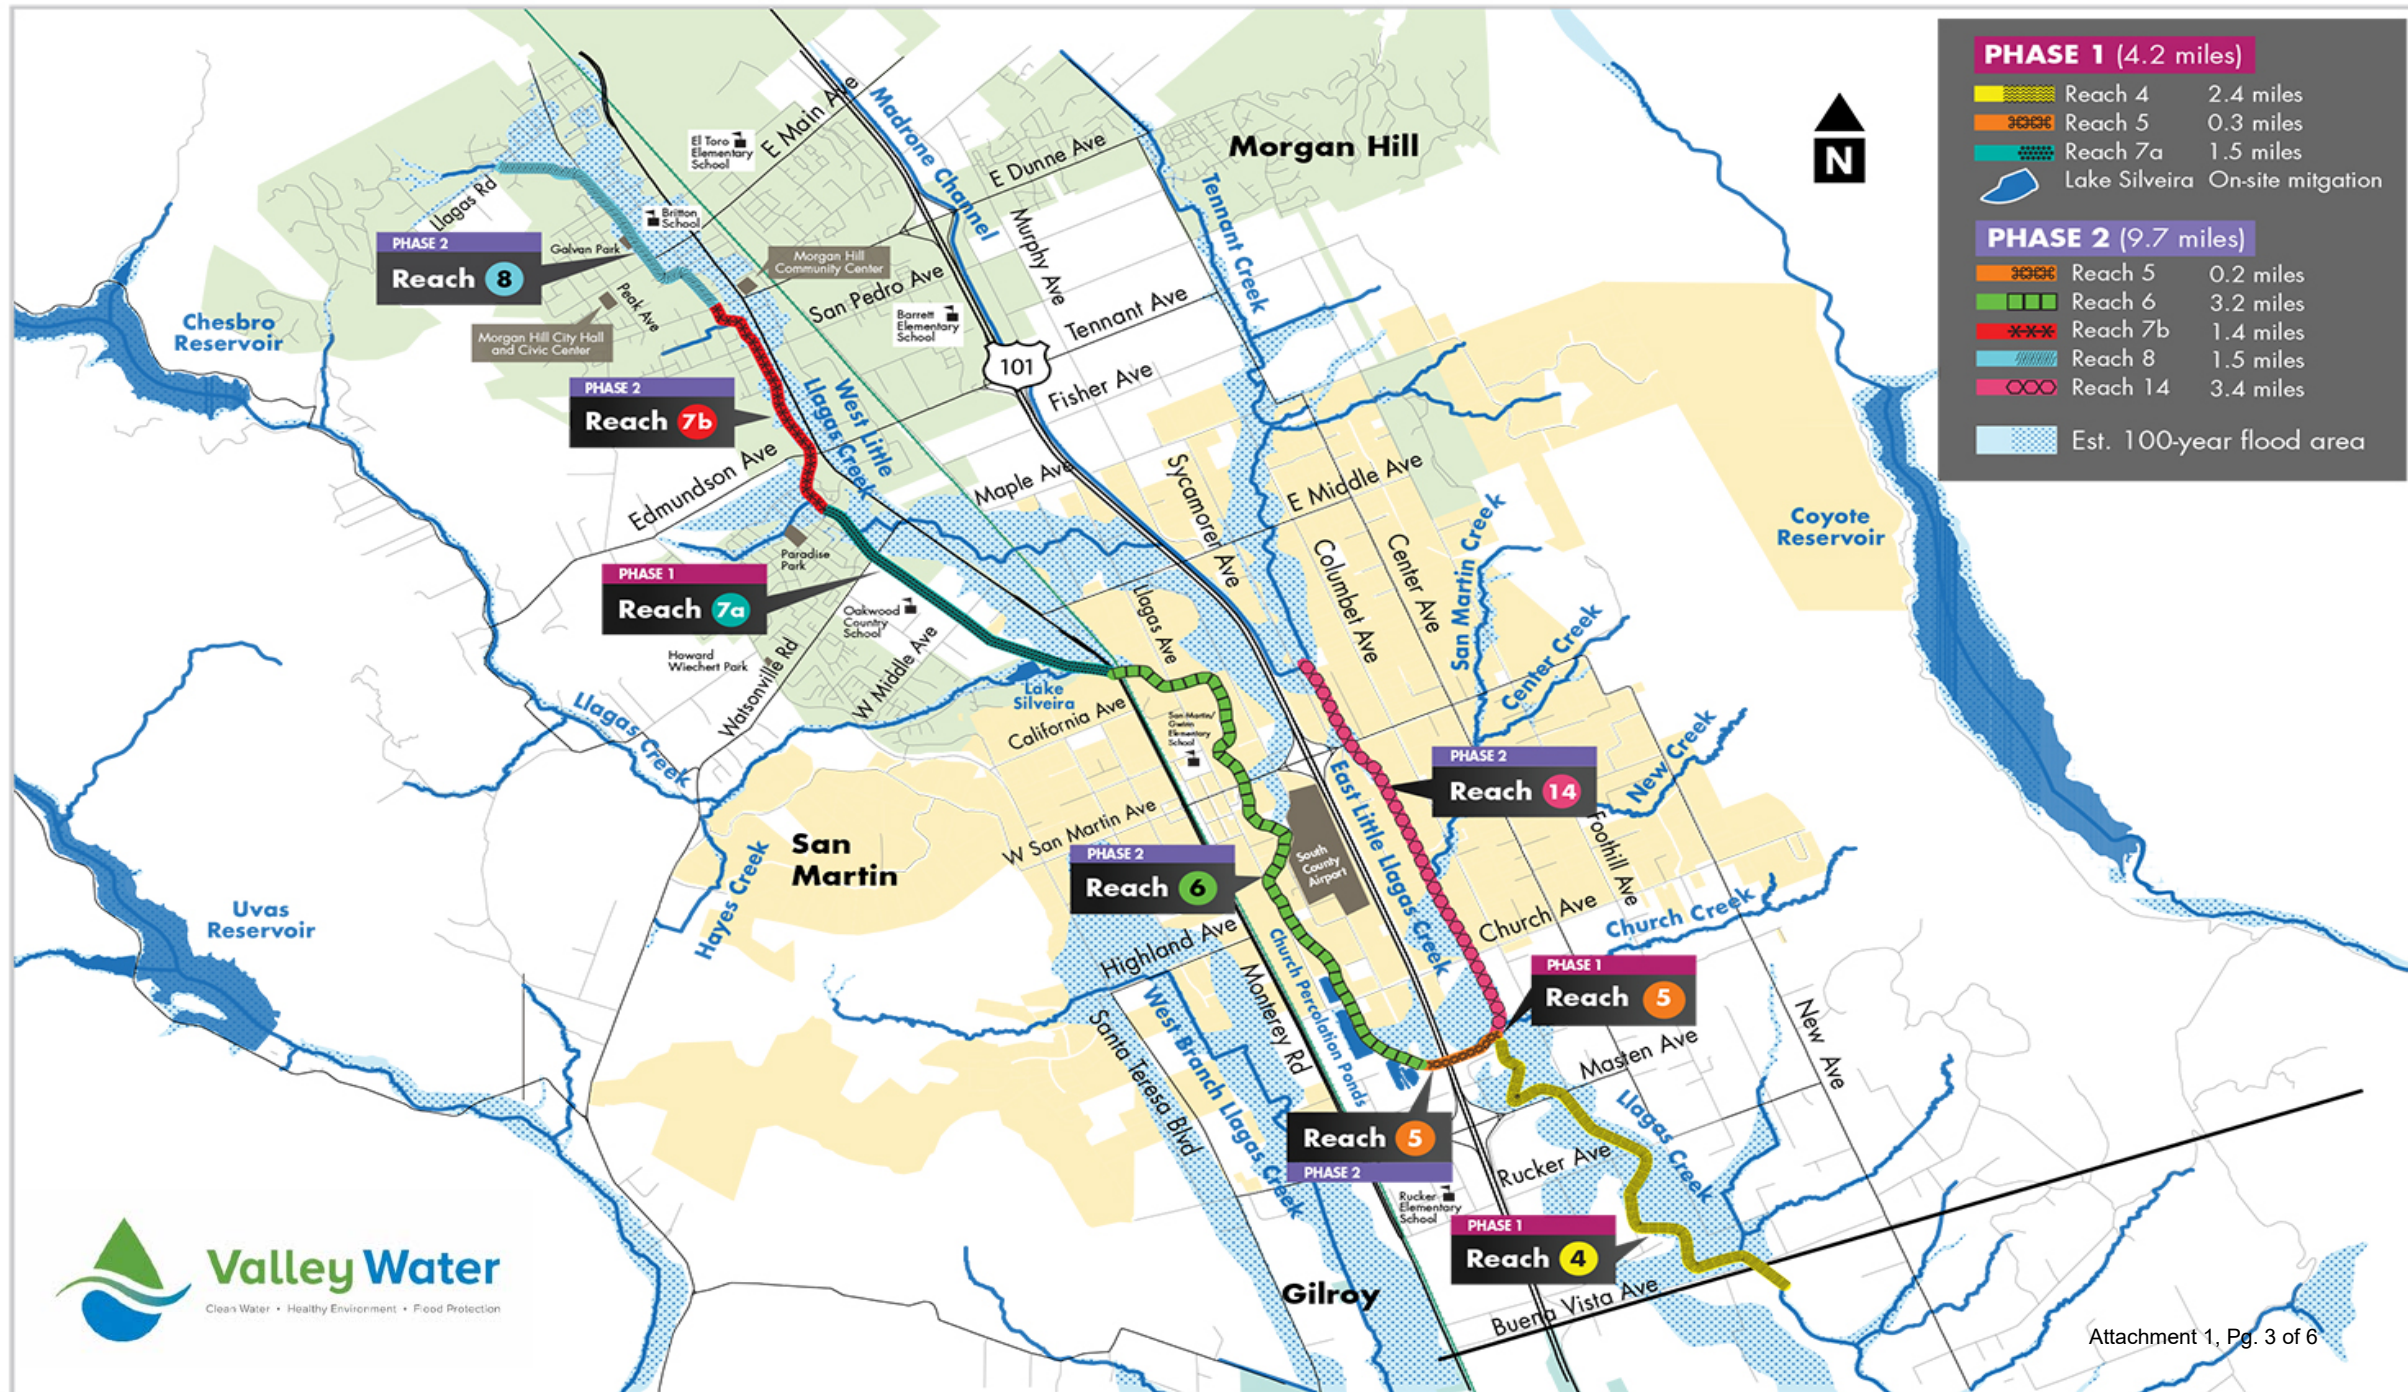 PHASE 1 (4.2 miles)
Reach 4 2.4 miles
Reach 5 0.3 miles
Reach 7a 1.5 miles
Lake Silveira On-site mitgation
PHASE 2 (9.7 miles)
Reach 5 0.2 miles
Reach 6 3.2 miles
Reach 7b 1.4 miles
Reach 8 1.5 miles
Reach 14 3.4 miles
Est. 100-year flood area
N
Morgan Hill
Madrone Channel
E Main Ave
El Toro
Elementary
School
E Dunne Ave
Murphy Ave
Tennant Creek
Llagas Rd
Britton
School
Galvan Park
PHASE 2
Reach 8
Morgan Hill
Community Center
San Pedro Ave
Peak Ave
Barrett
Elementary
School
Tennant Ave
Morgan Hill City Hall
and Civic Center
Chesbro
Reservoir
101
Fisher Ave
PHASE 2
Reach 7b
West Little
Llagas Creek
Edmundson Ave
Maple Ave
Sycamore Ave
E Middle Ave
Coyote
Reservoir
San Martin Creek
Columbet Ave
Center Ave
Paradise
Park
PHASE 1
Reach 7a
Oakwood
Country
School
Llagas Ave
Center Creek
Howard
Wiechert Park
Watsonville Rd
W Middle Ave
Lake
Silveira
California Ave
San Martin/
Gwinn
Elementary
School
Llagas Creek
New Creek
PHASE 2
Reach 14
East Little Llagas Creek
Foothill Ave
W San Martin Ave
San
Martin
South
County
Airport
PHASE 2
Reach 6
Hayes Creek
Uvas
Reservoir
Church Ave
Church Creek
Highland Ave
Church Percolation Ponds
Monterey Rd
West Branch Llagas Creek
Santa Teresa Blvd
PHASE 1
Reach 5
New Ave
Masten Ave
Llagas Creek
Reach 5
PHASE 2
Rucker Ave
Rucker
Elementary
School
PHASE 1
Reach 4
Gilroy
Buena Vista Ave
Valley Water
Clean Water • Healthy Environment • Flood Protection
Attachment 1, Pg. 3 of 6